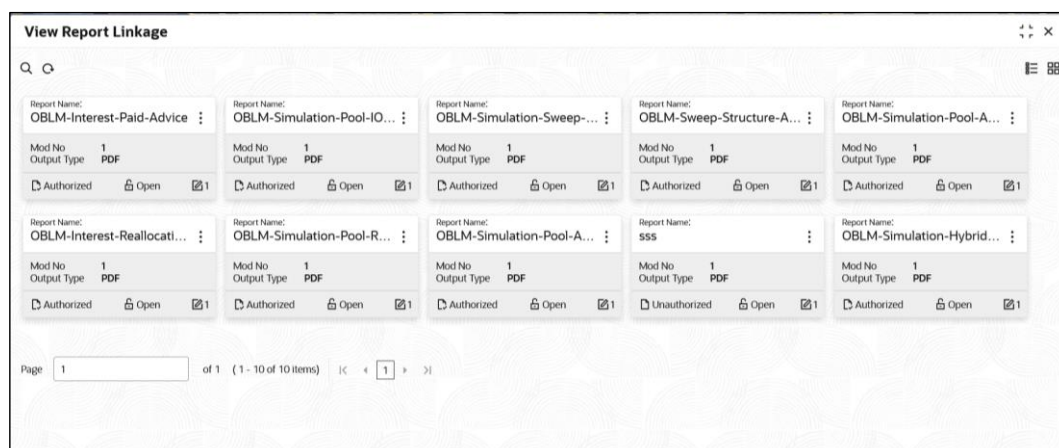 View Report Linkage
Report Name: Report Name: Report Name: Report Name: Report Name:
OBLM-Interest-Paid-Advice OBLM-Simulation-Pool-IO... OBLM-Simulation-Sweep-... OBLM-Sweep-Structure-A... OBLM-Simulation-Pool-A...
Mod No 1 Mod No 1 Mod No 1 Mod No 1 Mod No 1
Output Type PDF Output Type PDF Output Type PDF Output Type PDF Output Type PDF
Authorized Open 1 Authorized Open 1 Authorized Open 1 Authorized Open 1 Authorized Open 1
Report Name: Report Name: Report Name: Report Name: Report Name:
OBLM-Interest-Reallocati... OBLM-Simulation-Pool-R... OBLM-Simulation-Pool-A... sss OBLM-Simulation-Hybrid...
Mod No 1 Mod No 1 Mod No 1 Mod No 1 Mod No 1
Output Type PDF Output Type PDF Output Type PDF Output Type PDF Output Type PDF
Authorized Open 1 Authorized Open 1 Authorized Open 1 Unauthorized Open 1 Authorized Open 1
Page 1 of 1 (1 - 10 of 10 items) 1